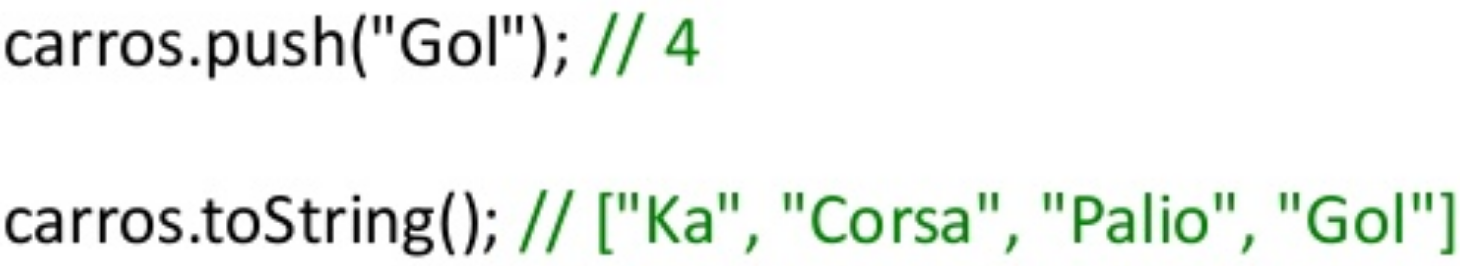 carros.push("Gol"); // 4
carros.toString(); // ["Ka", "Corsa", "Palio", "Gol"]